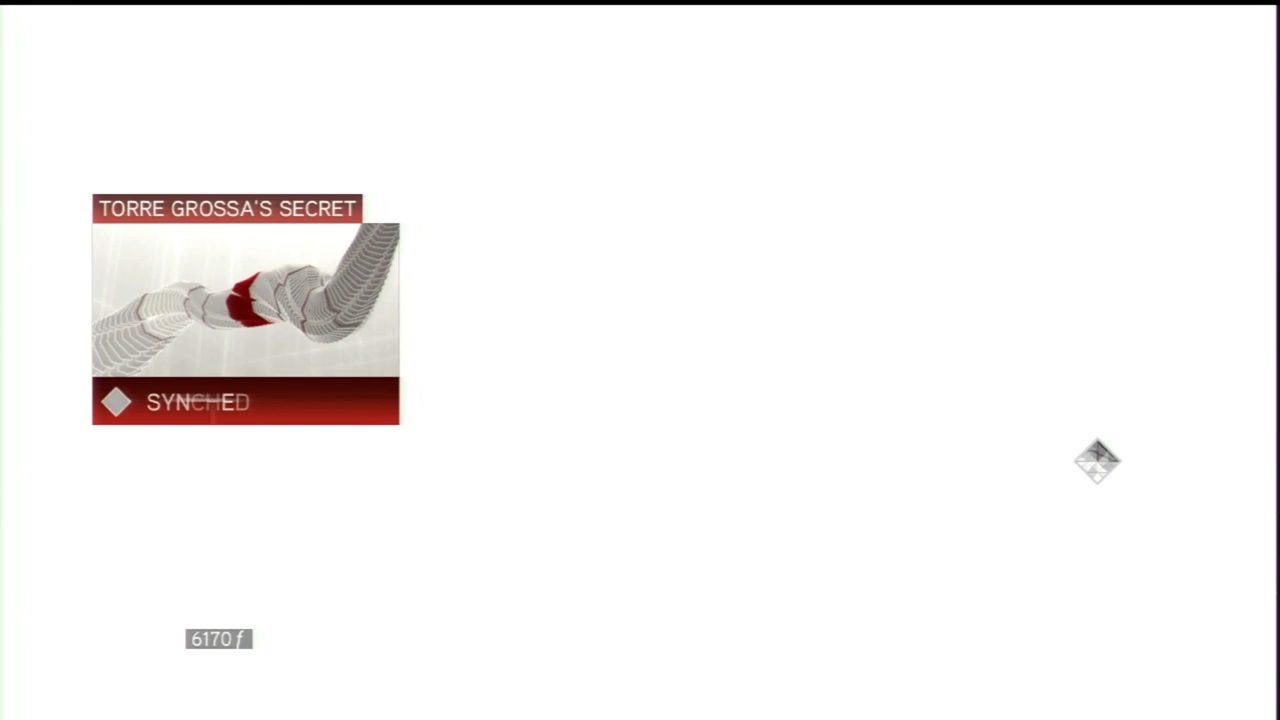 TORRE GROSSA'S SECRET
SYNCHED
6170 ƒ